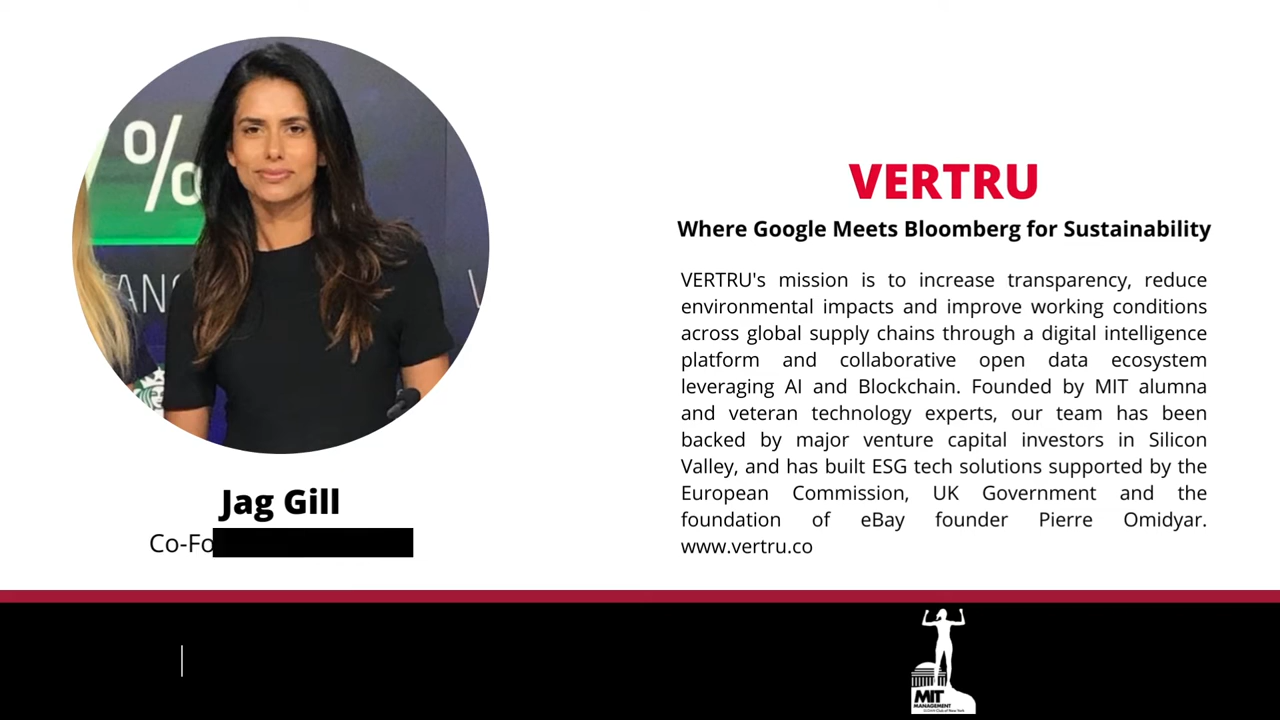 %
Jag Gill
Co-Fo
VERTRU
Where Google Meets Bloomberg for Sustainability
VERTRU's mission is to increase transparency, reduce
environmental impacts and improve working conditions
across global supply chains through a digital intelligence
platform and collaborative open data ecosystem
leveraging AI and Blockchain. Founded by MIT alumna
and veteran technology experts, our team has been
backed by major venture capital investors in Silicon
Valley, and has built ESG tech solutions supported by the
European Commission, UK Government and the
foundation of eBay founder Pierre Omidyar.
www.vertru.co
MIT
MANAGEMENT